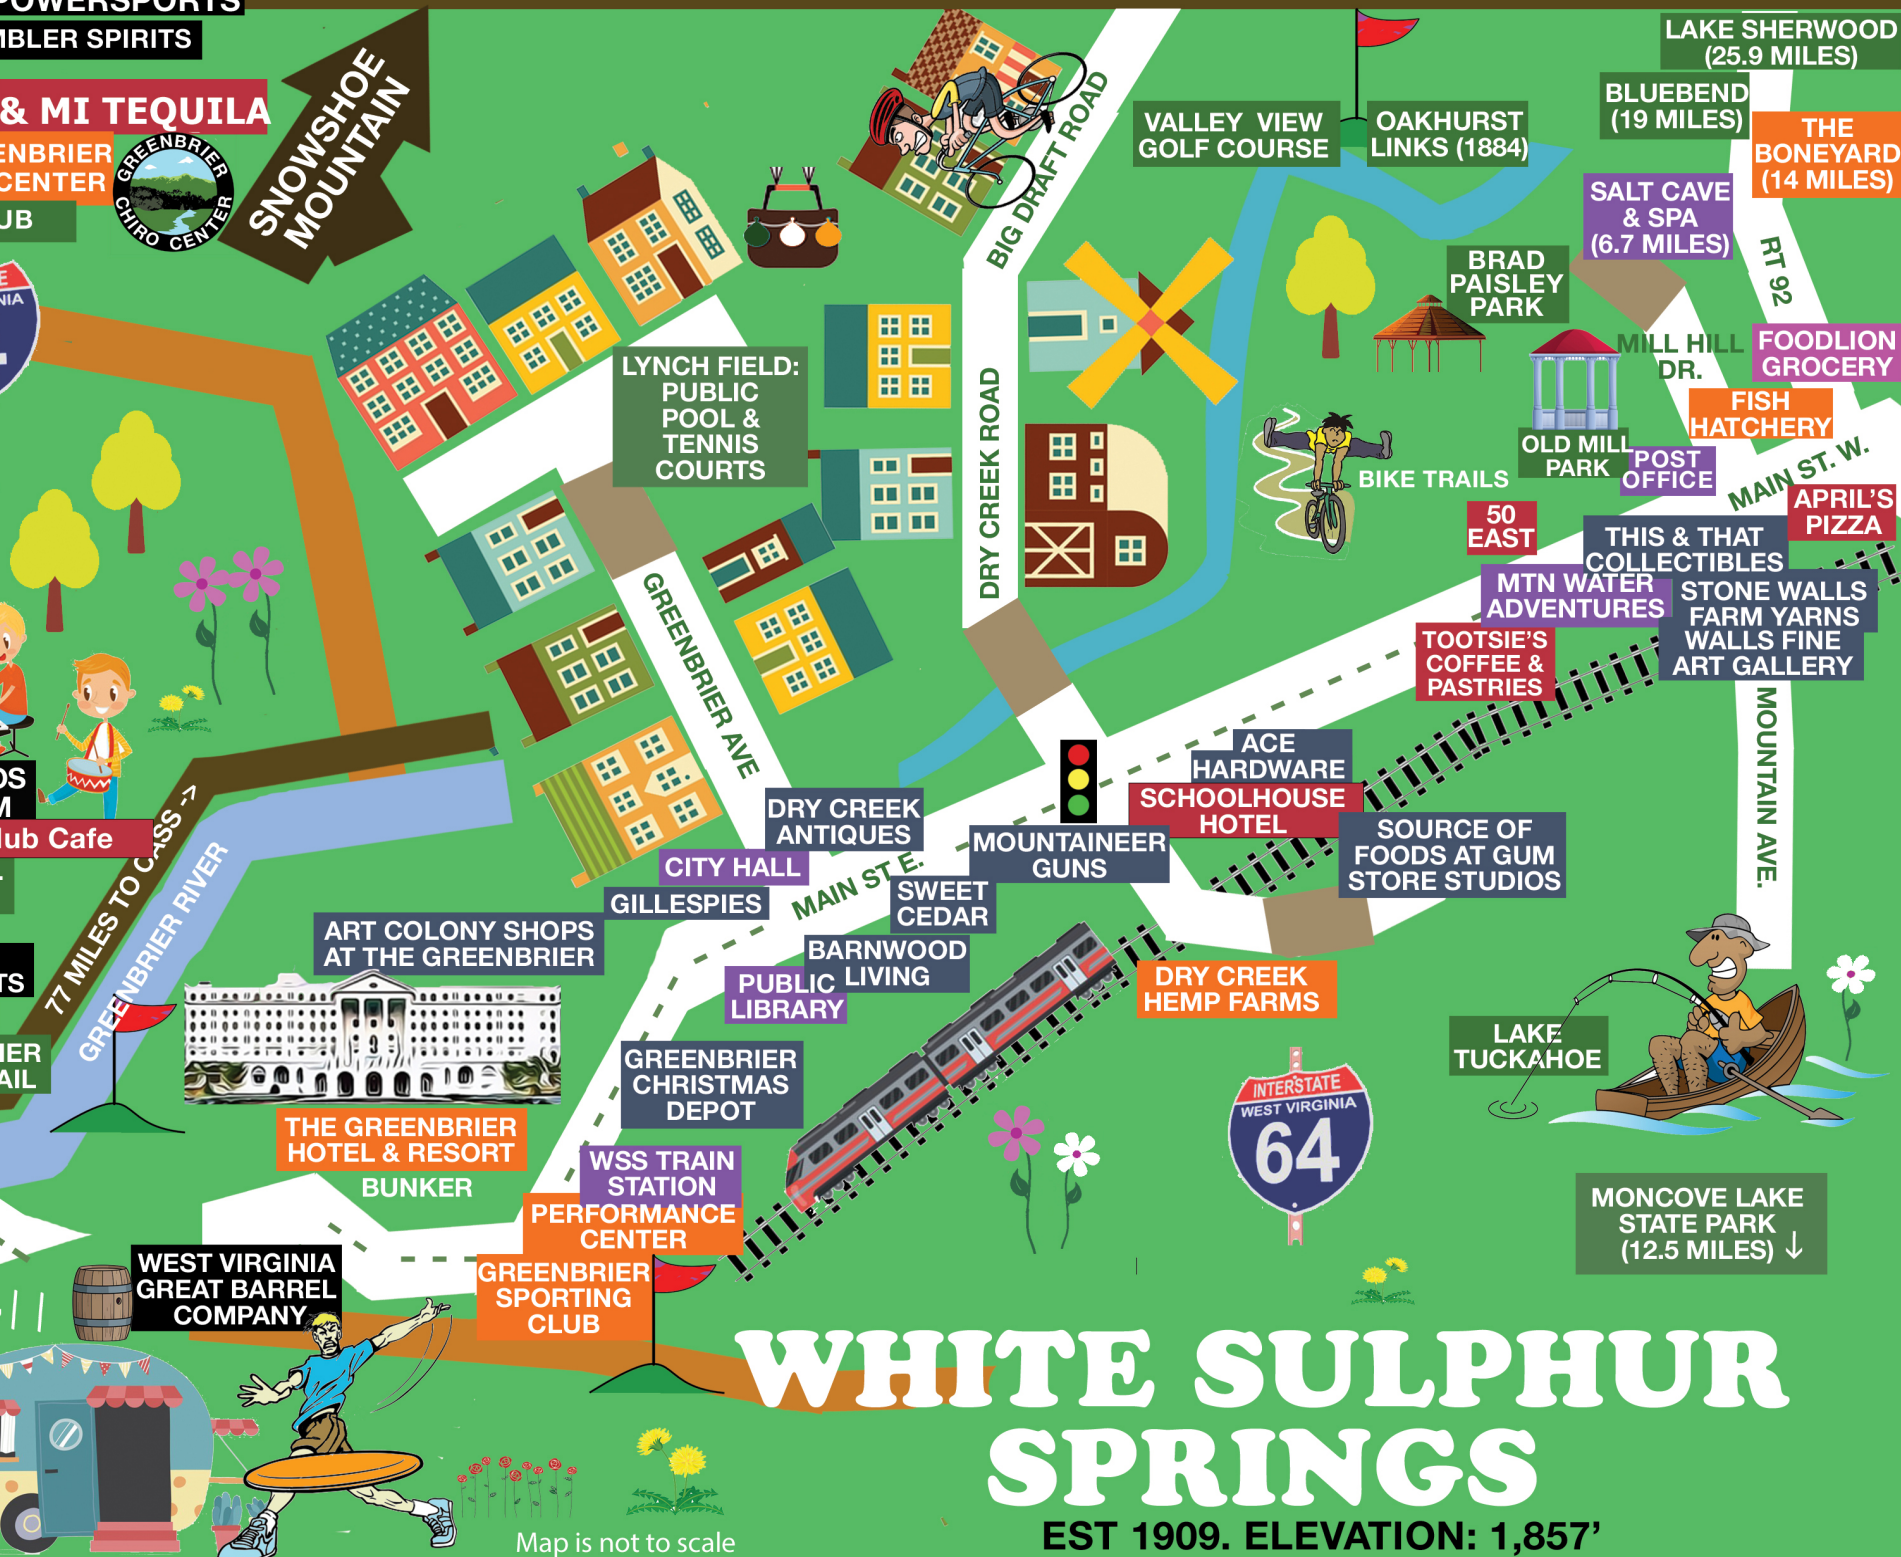 POWERSPORTS
MBLER SPIRITS
& MI TEQUILA
ENBRIER
CENTER
UB
GREENBRIER
CHIRO CENTER
SNOWSHOE
MOUNTAIN
BIG DRAFT ROAD
VALLEY VIEW
GOLF COURSE
OAKHURST
LINKS (1884)
LAKE SHERWOOD
(25.9 MILES)
BLUEBEND
(19 MILES)
THE
BONEYARD
(14 MILES)
SALT CAVE
& SPA
(6.7 MILES)
RT 92
BRAD
PAISLEY
PARK
MILL HILL
DR.
FOODLION
GROCERY
FISH
HATCHERY
OLD MILL
PARK
POST
OFFICE
MAIN ST. W.
APRIL'S
PIZZA
LYNCH FIELD:
PUBLIC
POOL &
TENNIS
COURTS
DRY CREEK ROAD
BIKE TRAILS
50
EAST
THIS & THAT
COLLECTIBLES
MTN WATER
ADVENTURES
STONE WALLS
FARM YARNS
WALLS FINE
ART GALLERY
TOOTSIE'S
COFFEE &
PASTRIES
GREENBRIER AVE
MOUNTAIN AVE.
ACE
HARDWARE
SCHOOLHOUSE
HOTEL
SOURCE OF
FOODS AT GUM
STORE STUDIOS
DRY CREEK
ANTIQUES
MOUNTAINEER
GUNS
CITY HALL
GILLESPIES
MAIN ST E.
SWEET
CEDAR
BARNWOOD
LIVING
PUBLIC
LIBRARY
DRY CREEK
HEMP FARMS
OS
M
lub Cafe
77 MILES TO CASS ->
GREENBRIER RIVER
TS
IER
AIL
ART COLONY SHOPS
AT THE GREENBRIER
THE GREENBRIER
HOTEL & RESORT
BUNKER
GREENBRIER
CHRISTMAS
DEPOT
WSS TRAIN
STATION
PERFORMANCE
CENTER
GREENBRIER
SPORTING
CLUB
WEST VIRGINIA
GREAT BARREL
COMPANY
INTERSTATE
WEST VIRGINIA
64
LAKE
TUCKAHOE
MONCOVE LAKE
STATE PARK
(12.5 MILES) ↓
WHITE SULPHUR
SPRINGS
EST 1909. ELEVATION: 1,857’
Map is not to scale